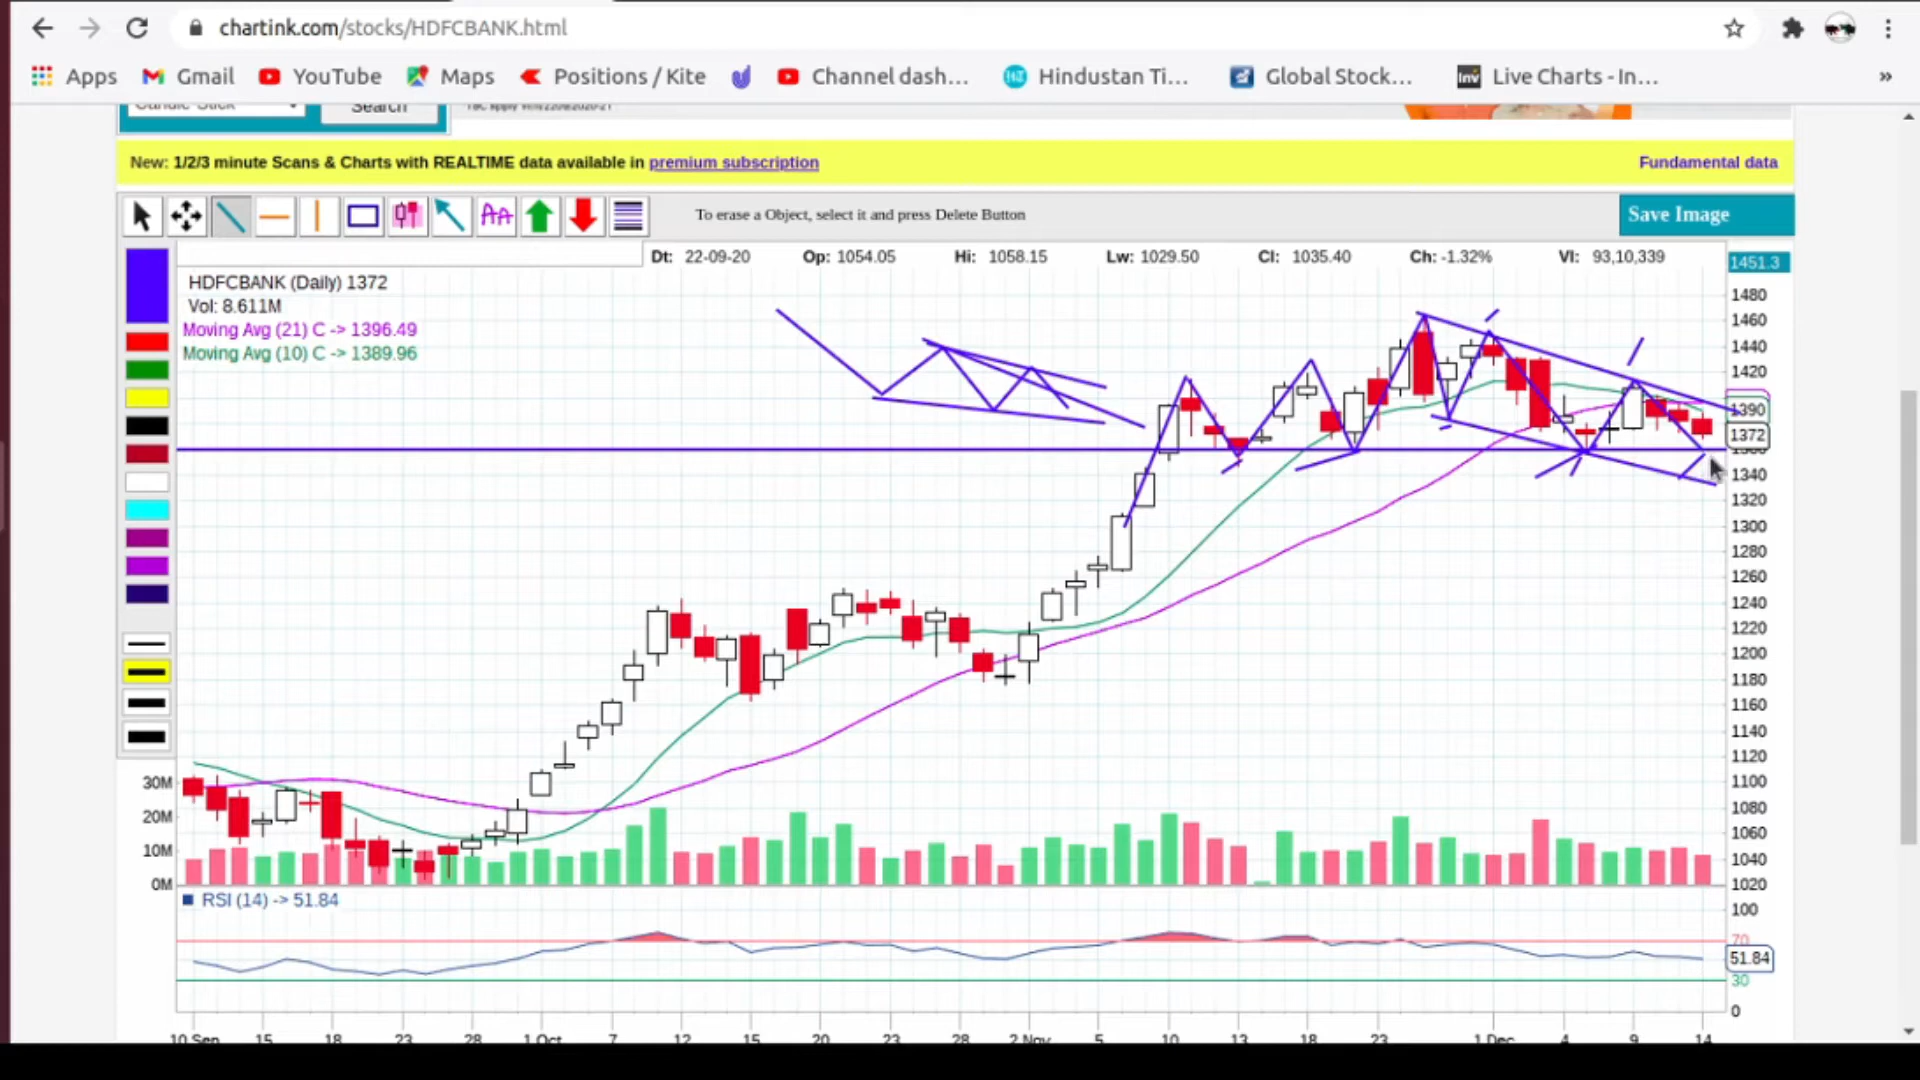 chartink.com/stocks/HDFCBANK.html
Apps Gmail YouTube Maps Positions / Kite Channel dash... Hindustan Ti... Global Stock... Live Charts - In... »
Candle Stick Search
New: 1/2/3 minute Scans & Charts with REALTIME data available in premium subscription Fundamental data
To erase a Object, select it and press Delete Button Save Image
Dt: 22-09-20 Op: 1054.05 Hi: 1058.15 Lw: 1029.50 Cl: 1035.40 Ch: -1.32% Vl: 93,10,339 1451.3
HDFCBANK (Daily) 1372
Vol: 8.611M
Moving Avg (21) C -> 1396.49
Moving Avg (10) C -> 1389.96
1480
1460
1440
1420
1390
1372
1360
1340
1320
1300
1280
1260
1240
1220
1200
1180
1160
1140
1120
1100
1080
1060
1040
1020
30M
20M
10M
0M
RSI (14) -> 51.84
100
70
51.84
30
0
10 Sep 15 18 23 28 1 Oct 7 12 15 20 23 28 2 Nov 5 10 13 18 23 1 Dec 4 9 14